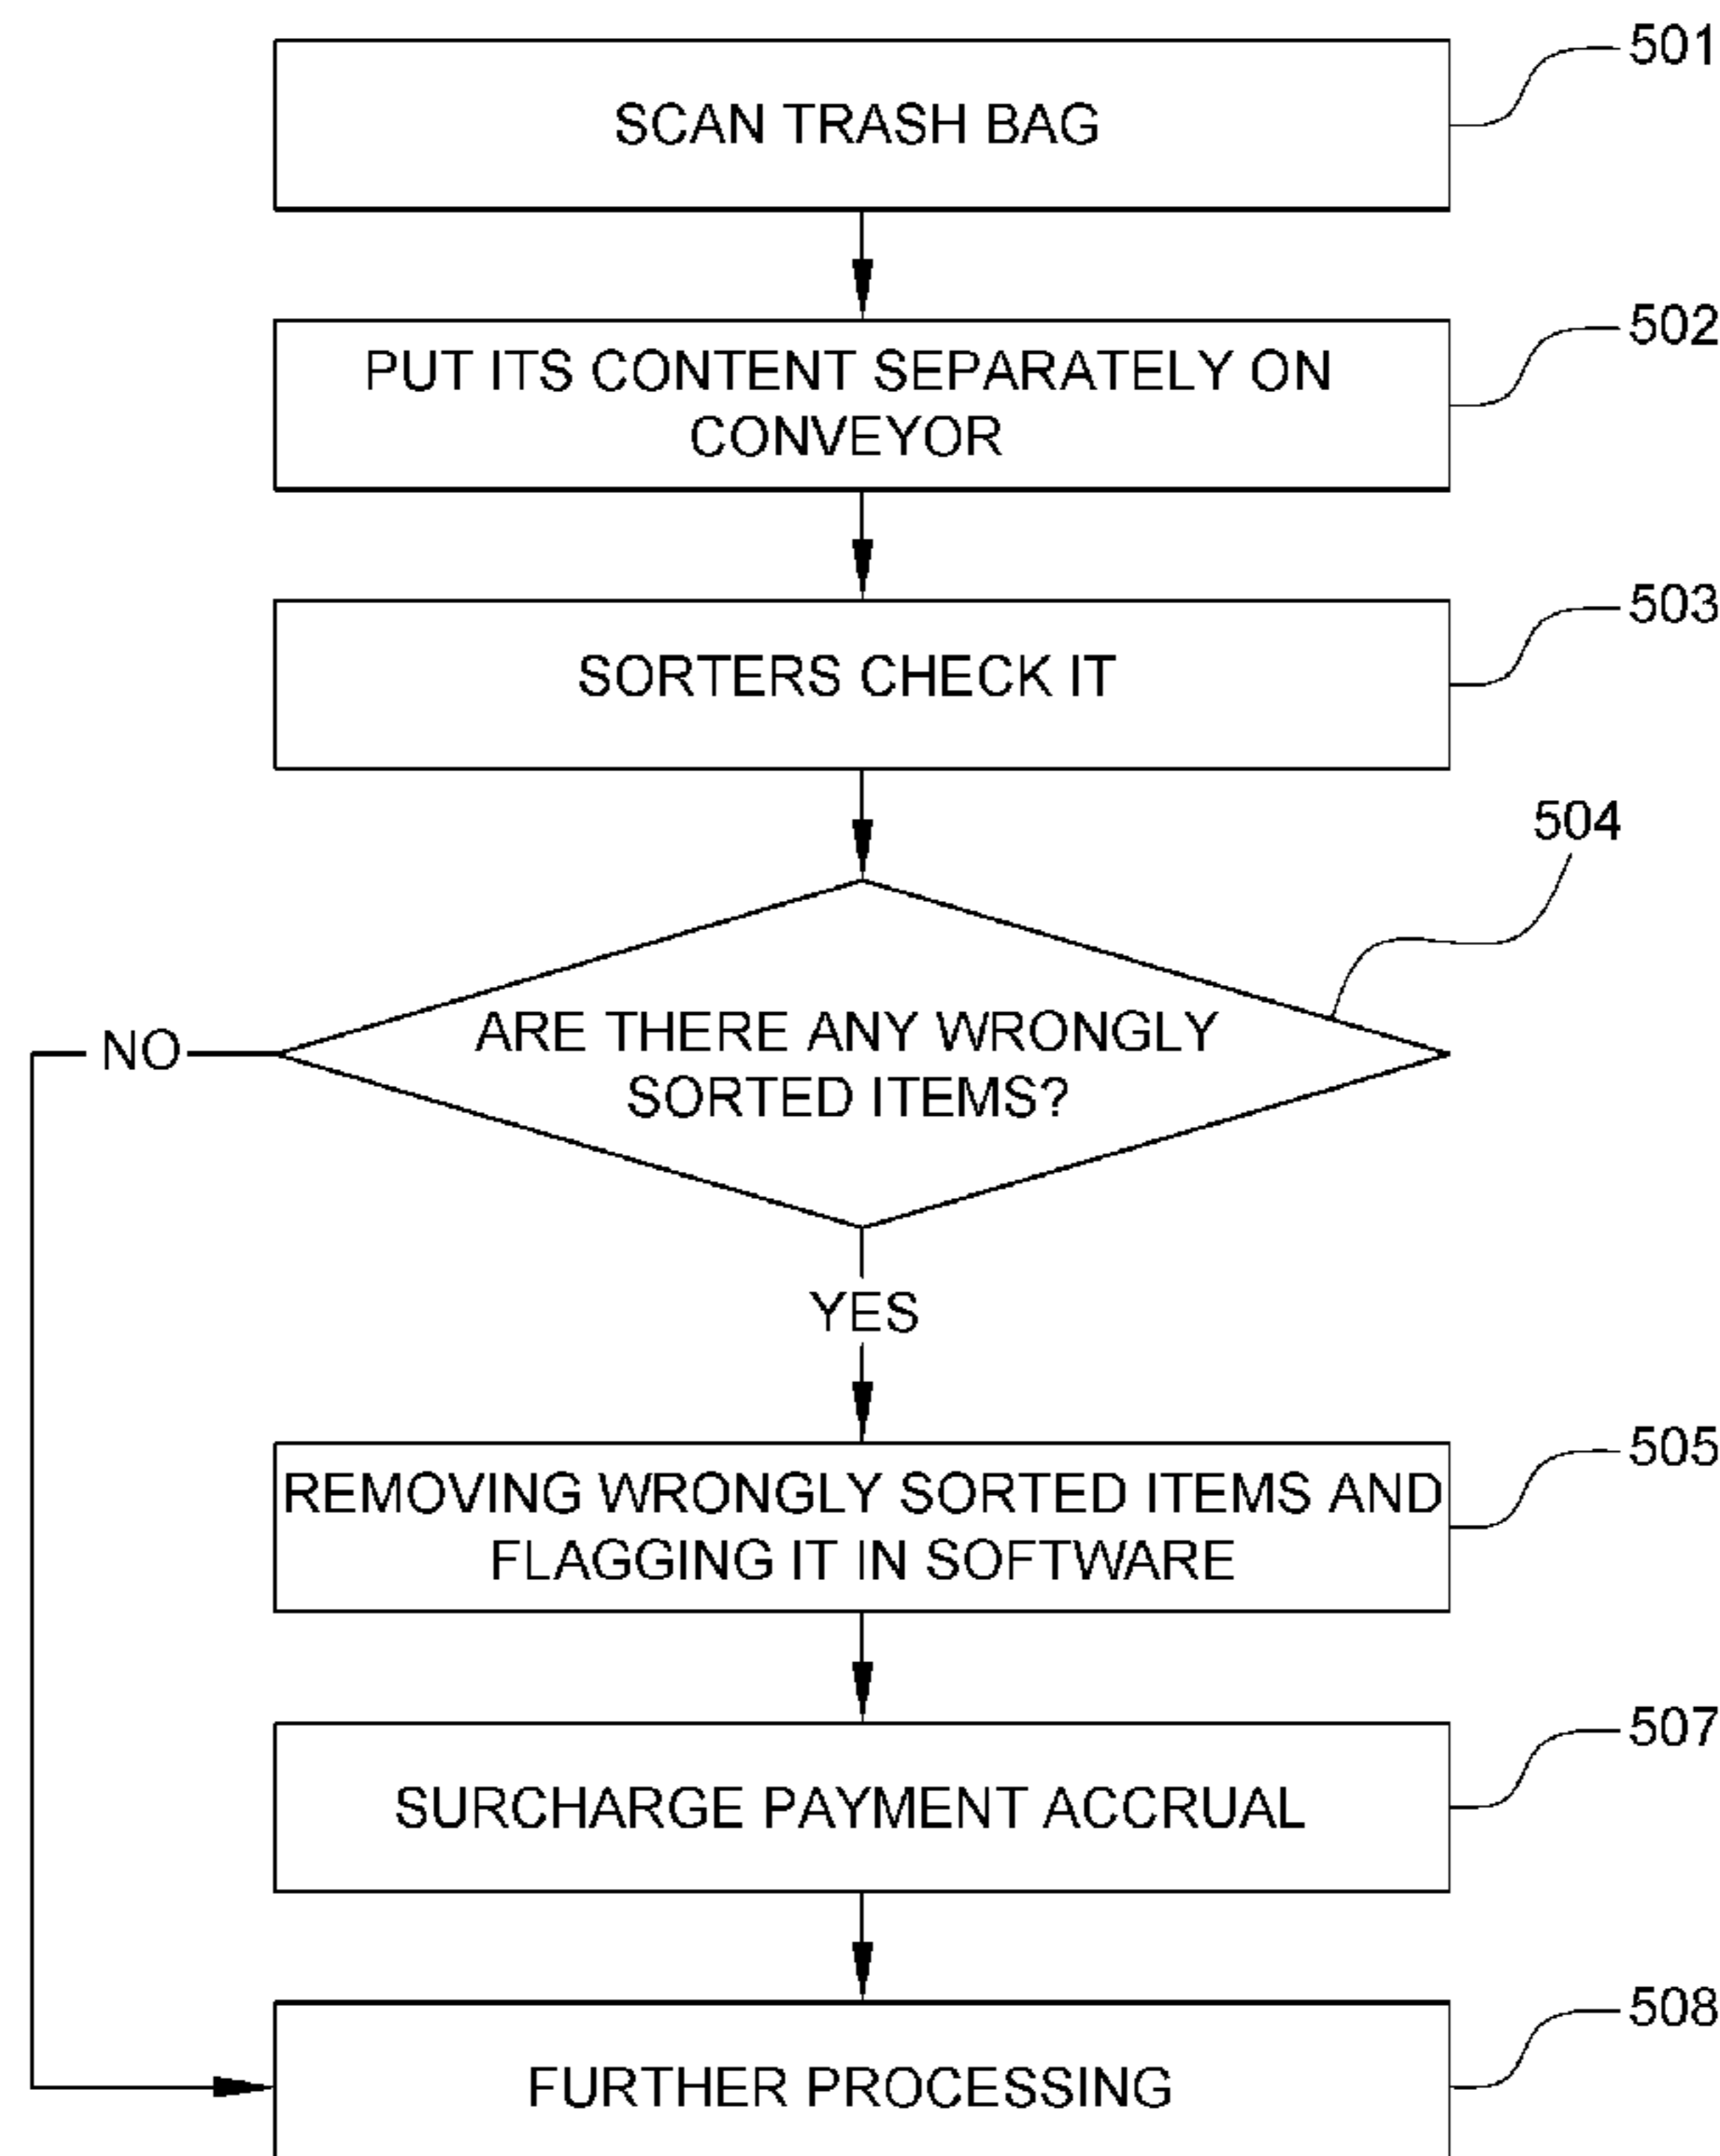 501
SCAN TRASH BAG
502
PUT ITS CONTENT SEPARATELY ON
CONVEYOR
503
SORTERS CHECK IT
504
ARE THERE ANY WRONGLY
SORTED ITEMS?
NO
YES
505
REMOVING WRONGLY SORTED ITEMS AND
FLAGGING IT IN SOFTWARE
507
SURCHARGE PAYMENT ACCRUAL
508
FURTHER PROCESSING